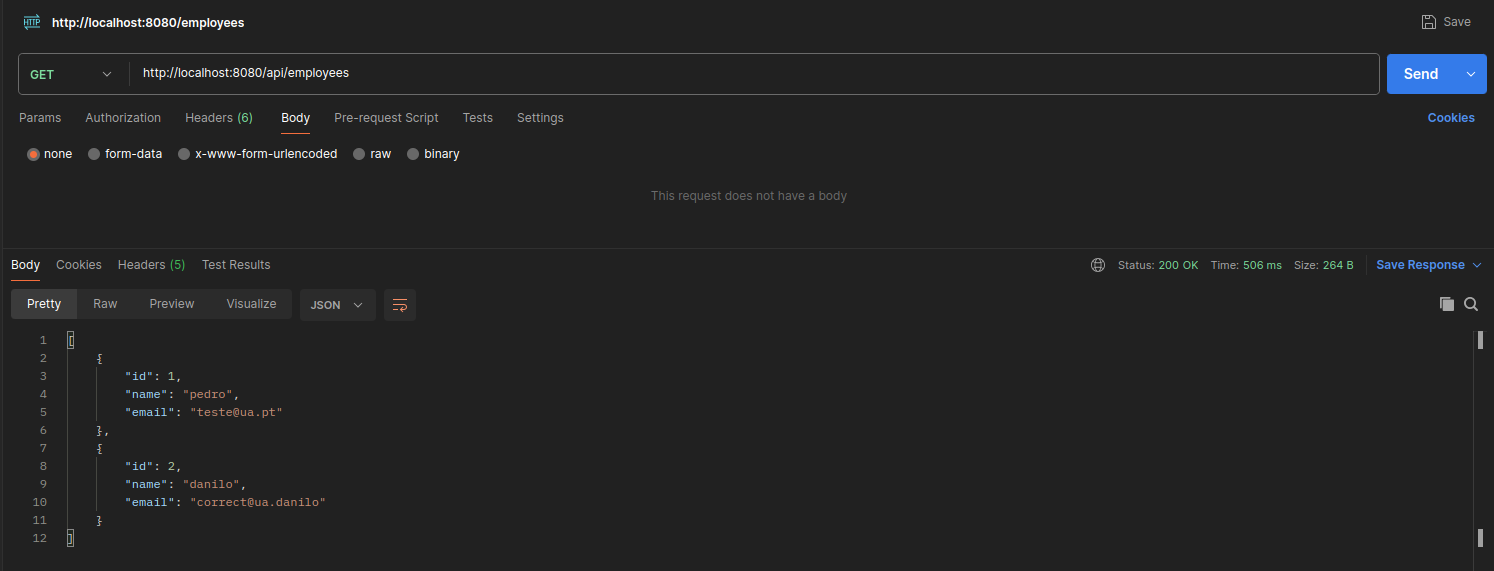 HTTP http://localhost:8080/employees Save
GET http://localhost:8080/api/employees Send
Params Authorization Headers (6) Body Pre-request Script Tests Settings Cookies
none form-data x-www-form-urlencoded raw binary
This request does not have a body
Body Cookies Headers (5) Test Results Status: 200 OK Time: 506 ms Size: 264 B Save Response
Pretty Raw Preview Visualize JSON
1 [
2 {
3 "id": 1,
4 "name": "pedro",
5 "email": "teste@ua.pt"
6 },
7 {
8 "id": 2,
9 "name": "danilo",
10 "email": "correct@ua.danilo"
11 }
12 ]